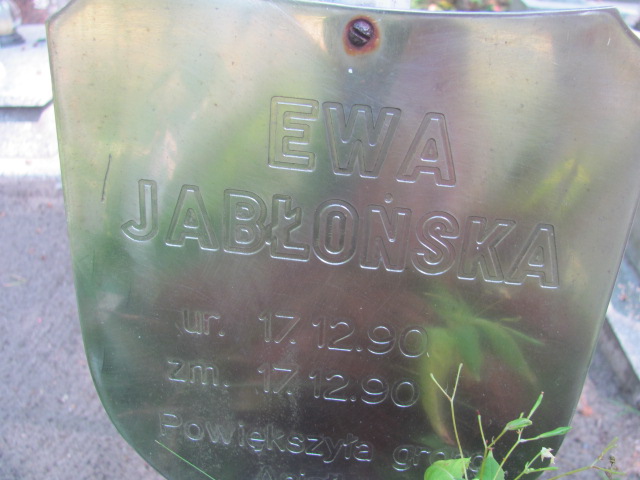 EWA
JABŁOŃSKA
ur. 17.12.90
zm. 17.12.90
Powiększyła